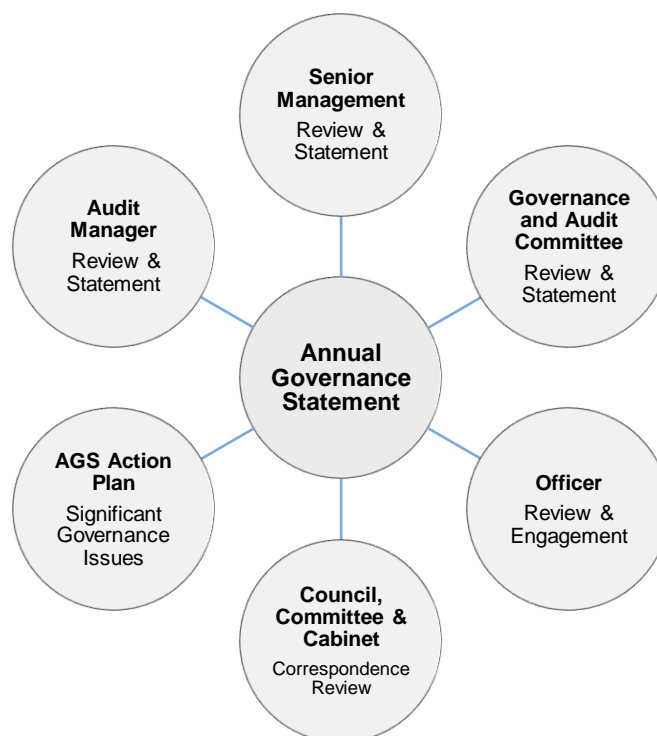 Senior
Management
Review &
Statement
Governance
and Audit
Committee
Review &
Statement
Audit
Manager
Review &
Statement
Annual
Governance
Statement
AGS Action
Plan
Significant
Governance
Issues
Officer
Review &
Engagement
Council,
Committee &
Cabinet
Correspondence
Review